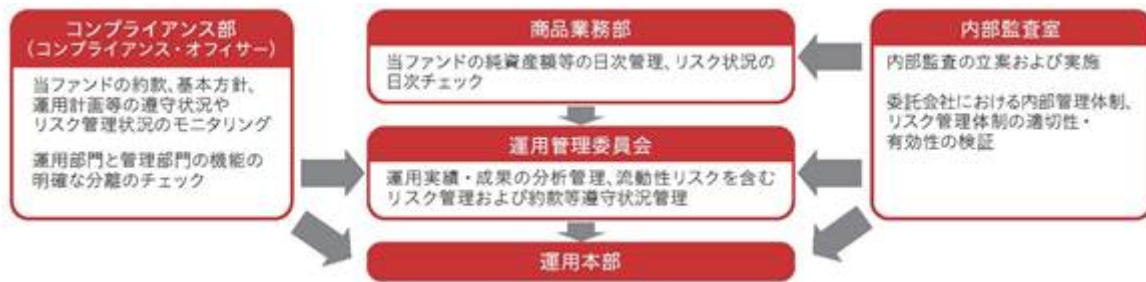 コンプライアンス部
（コンプライアンス・オフィサー）
当ファンドの約款、基本方針、
運用計画等の遵守状況や
リスク管理状況のモニタリング
運用部門と管理部門の機能の
明確な分離のチェック
商品業務部
当ファンドの純資産額等の日次管理、リスク状況の
日次チェック
運用管理委員会
運用実績・成果の分析管理、流動性リスクを含む
リスク管理および約款等遵守状況管理
運用本部
内部監査室
内部監査の立案および実施
委託会社における内部管理体制、
リスク管理体制の適切性・
有効性の検証